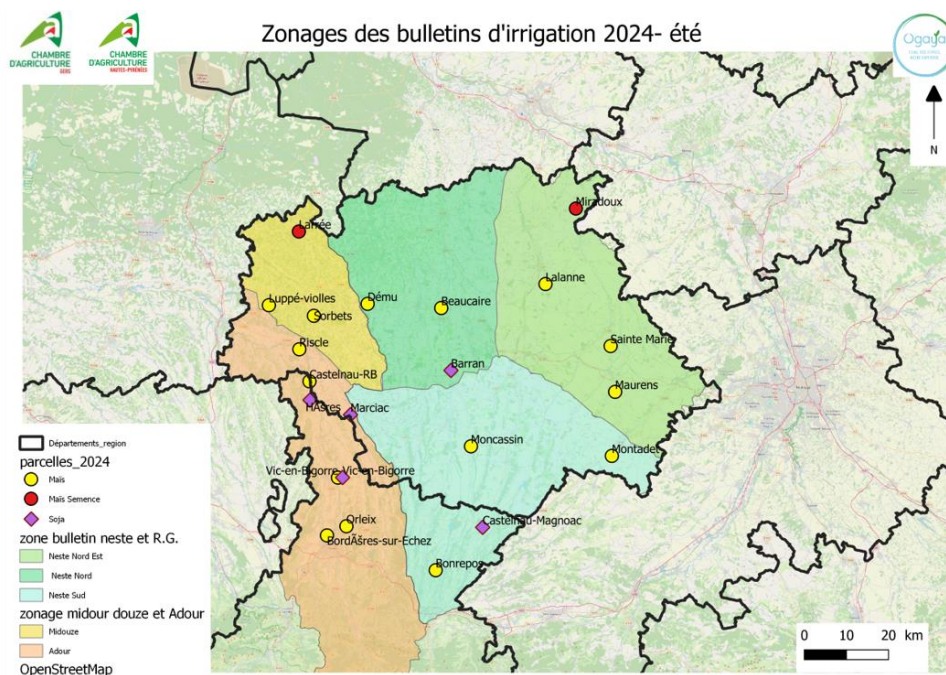 Zonages des bulletins d'irrigation 2024- été
CHAMBRE
D'AGRICULTURE
GERS
CHAMBRE
D'AGRICULTURE
HAUTES-PYRÉNÉES
Ogaya
N
Miradoux
Larrée
Lalanne
Luppé-violles
Dému
Beaucaire
Sorbets
Riscle
Sainte Marie
Barran
Castelnau-RB
Maurens
HÃsres
Marciac
Moncassin
Montadet
Vic-en-Bigorre
Vic-en-Bigorre
Castelnau-Magnoac
Orleix
BordÃsres-sur-Echez
Bonrepos
Départements_region
parcelles_2024
Maïs
Maïs Semence
Soja
zone bulletin neste et R.G.
Neste Nord Est
Neste Nord
Neste Sud
zonage midour douze et Adour
Midouze
Adour
OpenStreetMap
0 10 20 km